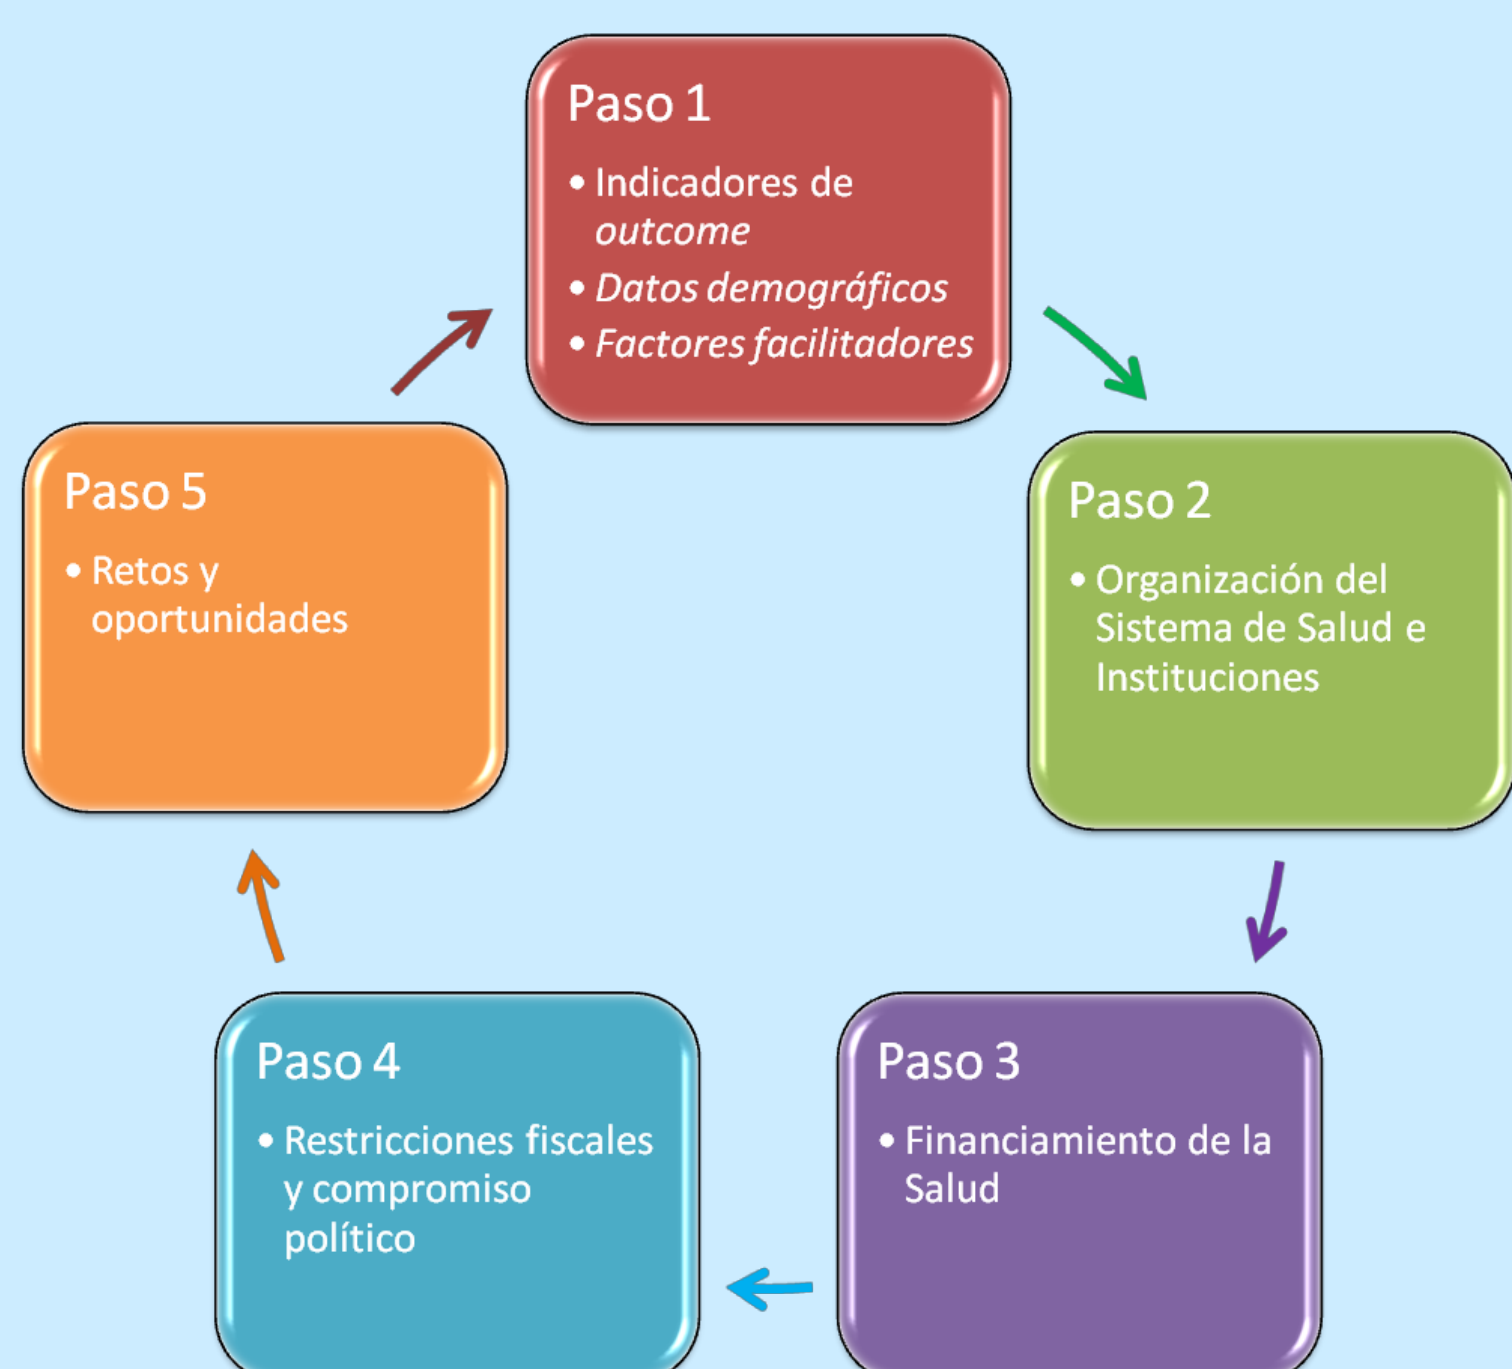 Paso 1
• Indicadores de
outcome
• Datos demográficos
• Factores facilitadores
Paso 2
• Organización del
Sistema de Salud e
Instituciones
Paso 3
• Financiamiento de la
Salud
Paso 4
• Restricciones fiscales
y compromiso
político
Paso 5
• Retos y
oportunidades